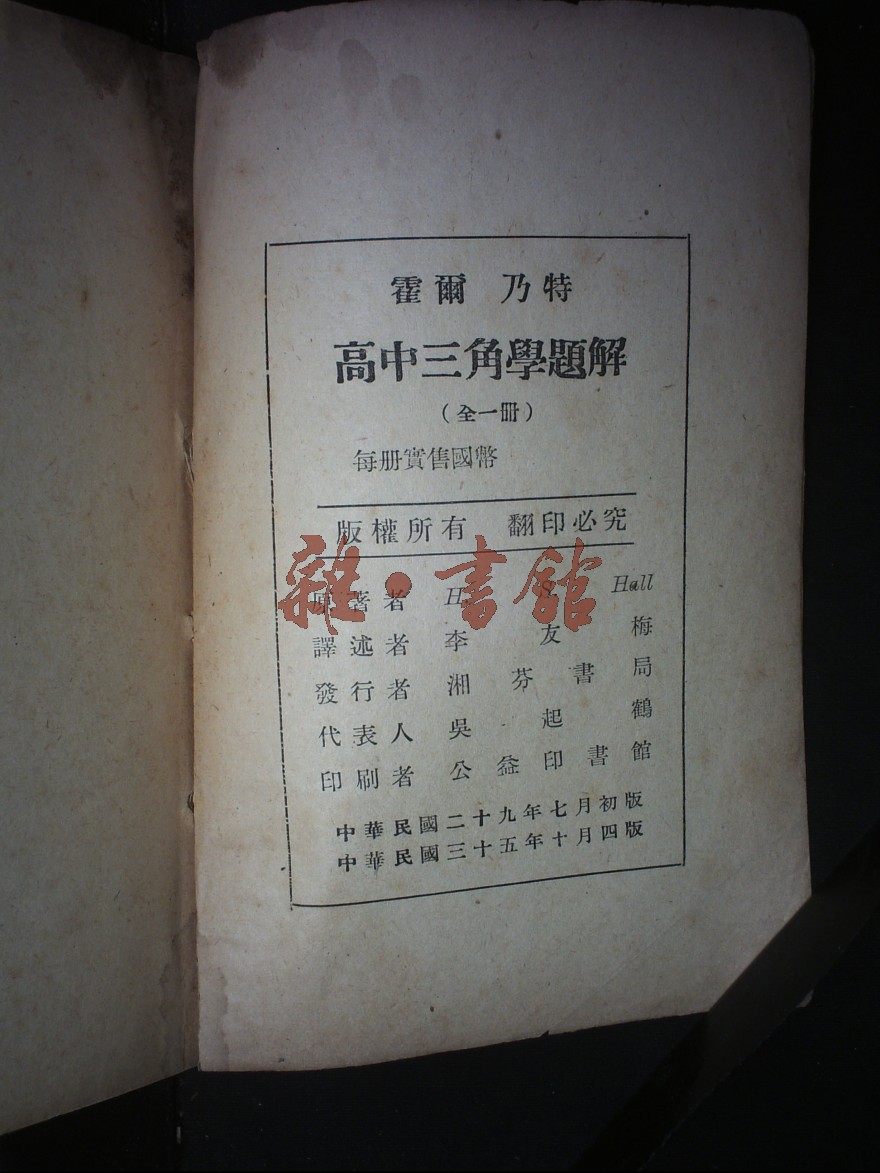 霍爾 乃特
高中三角學題解
（全一冊）
每册實售國幣
版權所有 翻印必究
原著者 H S Hall
譯述者 李友梅
發行者 湘芬書局
代表人 吳起鶴
印刷者 公益印書館
中華民國二十九年七月初版
中華民國三十五年十月四版
雜·書館